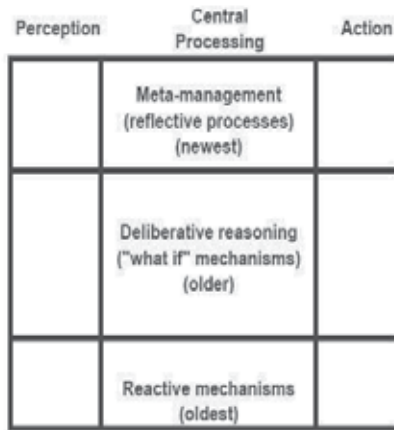 Perception
Central
Processing
Action
Meta-management
(reflective processes)
(newest)
Deliberative reasoning
("what if" mechanisms)
(older)
Reactive mechanisms
(oldest)